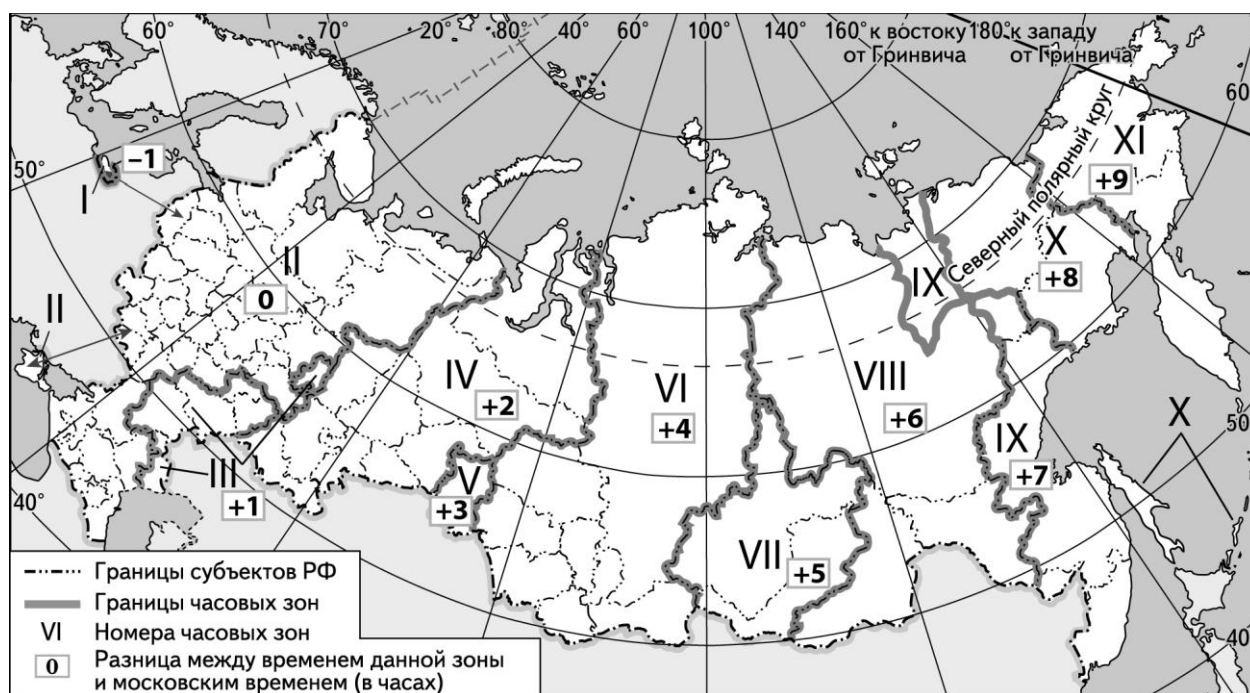 60° 70° 20° 80° 40° 60° 80° 100° 120° 140° 160° к востоку 180° к западу
от Гринвича от Гринвича
60°
Северный полярный круг
XI
+9
50°
−1
I
II
0
X
+8
IX
II
IV
+2
VI
+4
VIII
+6
X
IX
+7
50°
III
+1
V
+3
40°
VII
+5
40°
Границы субъектов РФ
Границы часовых зон
VI Номера часовых зон
0 Разница между временем данной зоны
и московским временем (в часах)